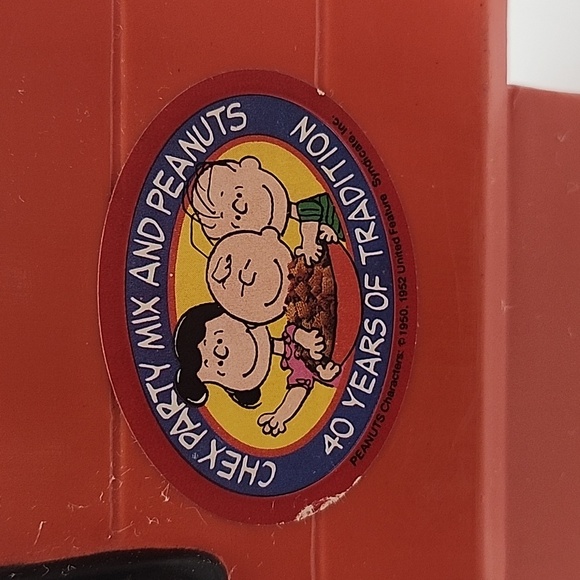 CHEX® PARTY MIX AND PEANUTS
40 YEARS OF TRADITION
PEANUTS Characters: © 1950, 1952 United Feature Syndicate, Inc.